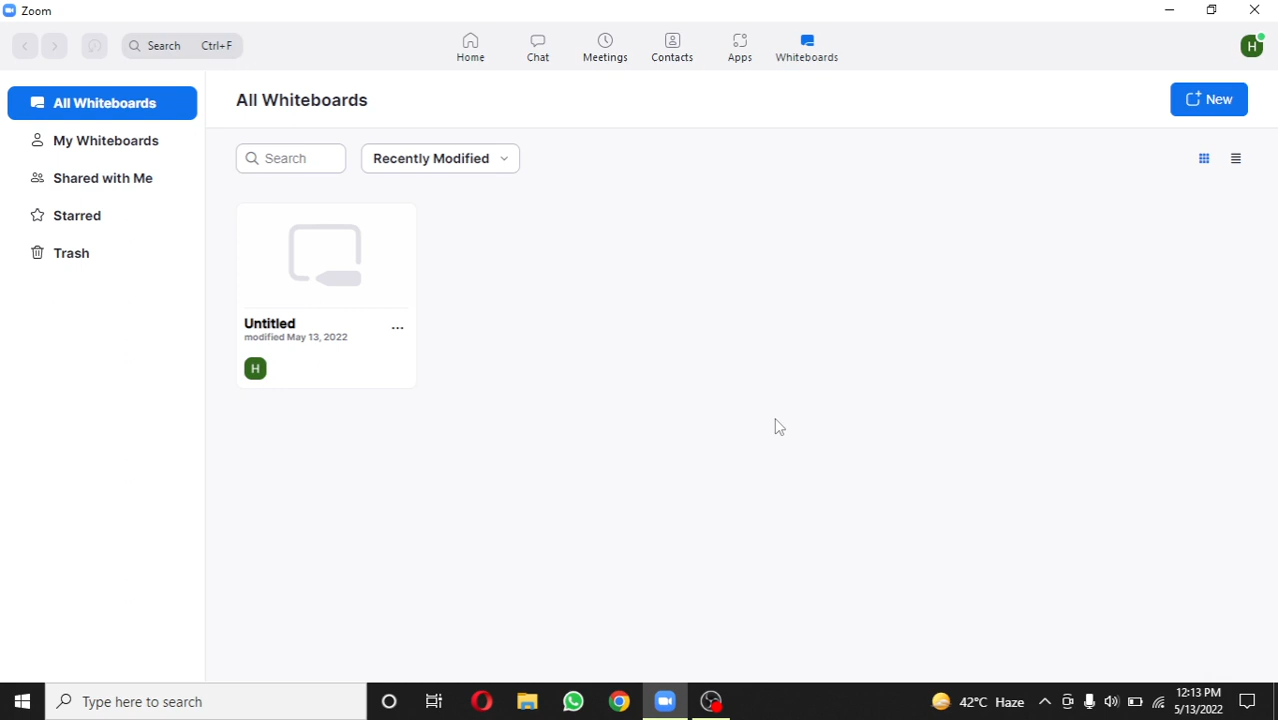 Zoom
Search Ctrl+F
Home
Chat
Meetings
Contacts
Apps
Whiteboards
H
All Whiteboards
My Whiteboards
Shared with Me
Starred
Trash
All Whiteboards
New
Search
Recently Modified
Untitled
modified May 13, 2022
H
Type here to search
42°C Haze
12:13 PM
5/13/2022